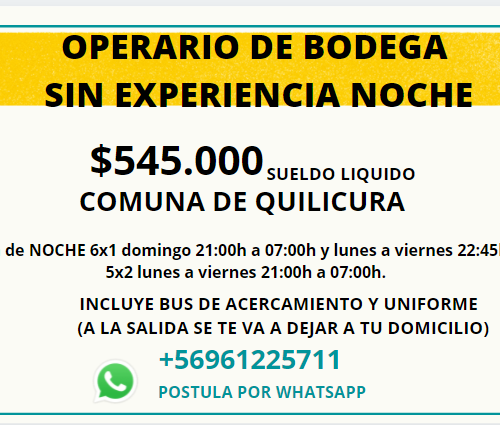 OPERARIO DE BODEGA
SIN EXPERIENCIA NOCHE
$545.000 SUELDO LIQUIDO
COMUNA DE QUILICURA
de NOCHE 6x1 domingo 21:00h a 07:00h y lunes a viernes 22:45
5x2 lunes a viernes 21:00h a 07:00h.
INCLUYE BUS DE ACERCAMIENTO Y UNIFORME
(A LA SALIDA SE TE VA A DEJAR A TU DOMICILIO)
+56961225711
POSTULA POR WHATSAPP